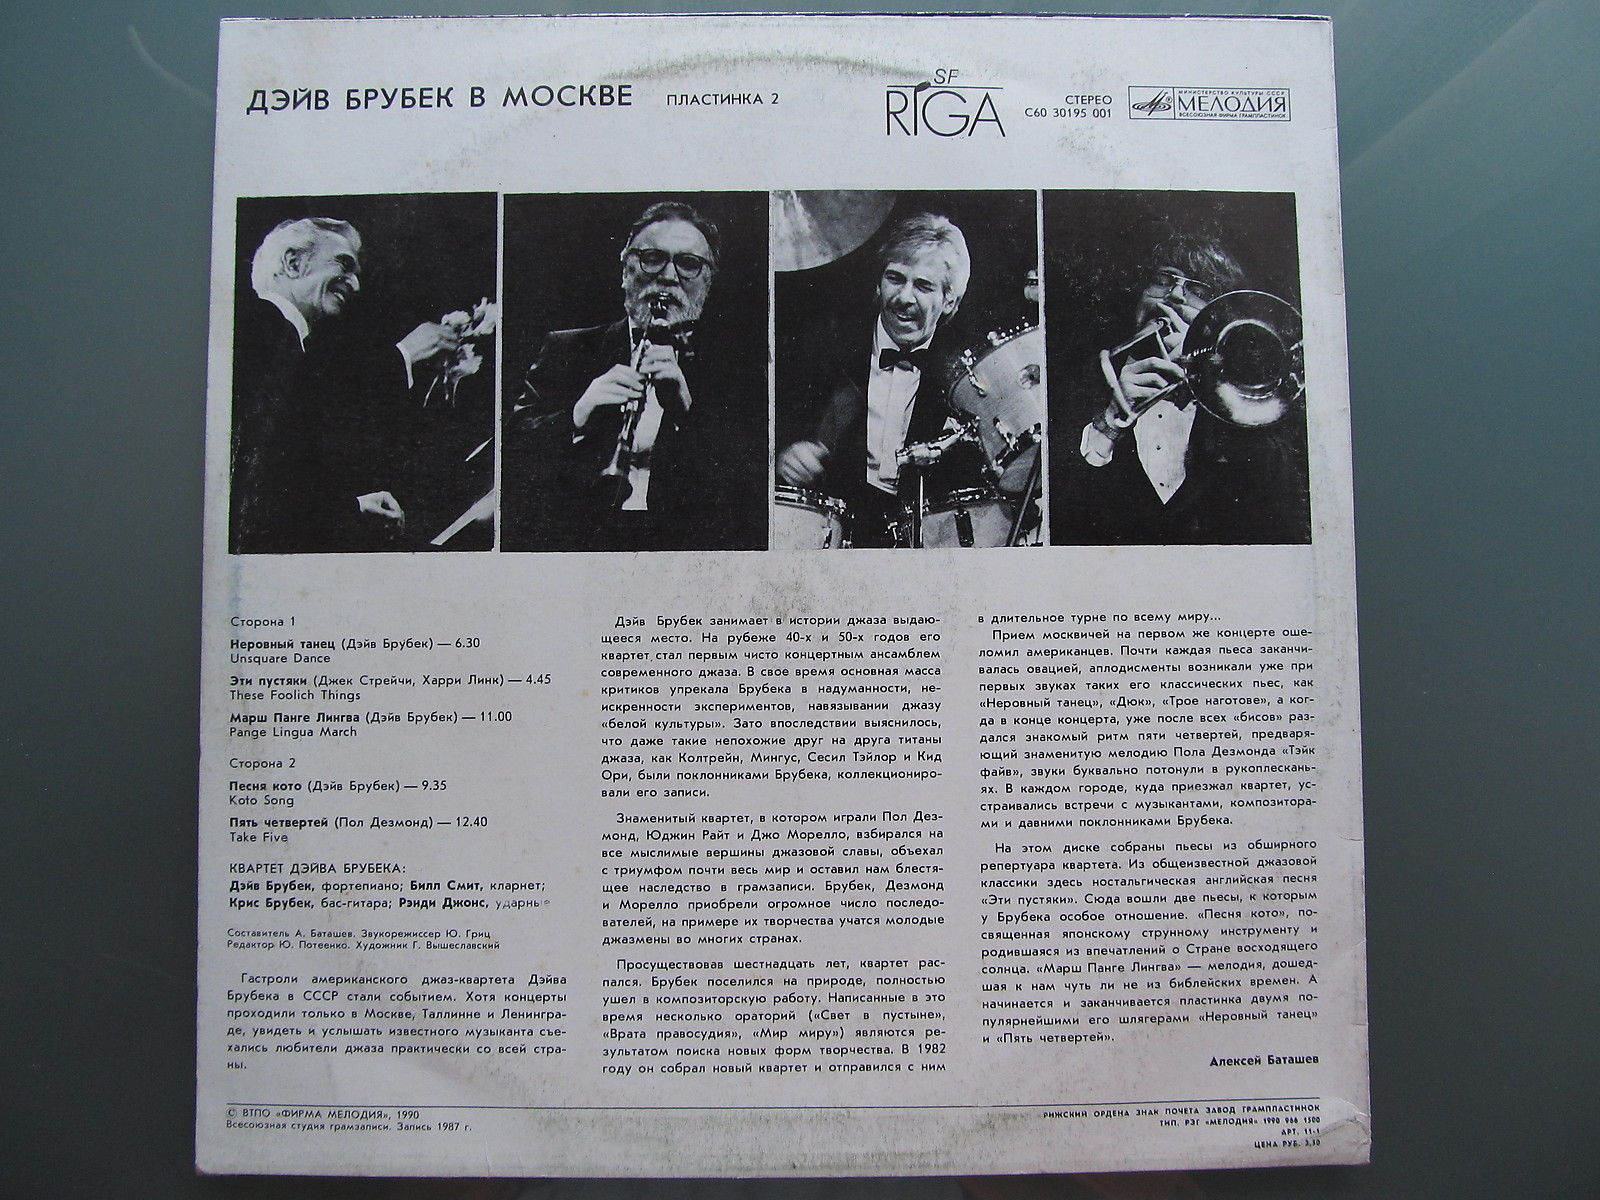 ДЭЙВ БРУБЕК В МОСКВЕ ПЛАСТИНКА 2
SF
RIGA
СТЕРЕО
С60 30195 001
МИНИСТЕРСТВО КУЛЬТУРЫ СССР
МЕЛОДИЯ
ВСЕСОЮЗНАЯ ФИРМА ГРАМПЛАСТИНОК
Сторона 1
Неровный танец (Дэйв Брубек) — 6.30
Unsquare Dance
Эти пустяки (Джек Стрейчи, Харри Линк) — 4.45
These Foolich Things
Марш Панге Лингва (Дэйв Брубек) — 11.00
Pange Lingua March
Сторона 2
Песня кото (Дэйв Брубек) — 9.35
Koto Song
Пять четвертей (Пол Дезмонд) — 12.40
Take Five
КВАРТЕТ ДЭЙВА БРУБЕКА:
Дэйв Брубек, фортепиано; Билл Смит, кларнет;
Крис Брубек, бас-гитара; Рэнди Джонс, ударные
Составитель А. Баташев. Звукорежиссер Ю. Гриц
Редактор Ю. Потеенко. Художник Г. Вышеславский
Гастроли американского джаз-квартета Дэйва
Брубека в СССР стали событием. Хотя концерты
проходили только в Москве, Таллинне и Ленингра-
де, увидеть и услышать известного музыканта съе-
хались любители джаза практически со всей стра-
ны.
Дэйв Брубек занимает в истории джаза выдаю-
щееся место. На рубеже 40-х и 50-х годов его
квартет стал первым чисто концертным ансамблем
современного джаза. В свое время основная масса
критиков упрекала Брубека в надуманности, не-
искренности экспериментов, навязывании джазу
«белой культуры». Зато впоследствии выяснилось,
что даже такие непохожие друг на друга титаны
джаза, как Колтрейн, Мингус, Сесил Тэйлор и Кид
Ори, были поклонниками Брубека, коллекциониро-
вали его записи.
Знаменитый квартет, в котором играли Пол Дез-
монд, Юджин Райт и Джо Морелло, взбирался на
все мыслимые вершины джазовой славы, объехал
с триумфом почти весь мир и оставил нам блестя-
щее наследство в грамзаписи. Брубек, Дезмонд
и Морелло приобрели огромное число последо-
вателей, на примере их творчества учатся молодые
джазмены во многих странах.
Просуществовав шестнадцать лет, квартет рас-
пался. Брубек поселился на природе, полностью
ушел в композиторскую работу. Написанные в это
время несколько ораторий («Свет в пустыне»,
«Врата правосудия», «Мир миру») являются ре-
зультатом поиска новых форм творчества. В 1982
году он собрал новый квартет и отправился с ним
в длительное турне по всему миру...
Прием москвичей на первом же концерте оше-
ломил американцев. Почти каждая пьеса заканчи-
валась овацией, аплодисменты возникали уже при
первых звуках таких его классических пьес, как
«Неровный танец», «Дюк», «Трое наготове», а ког-
да в конце концерта, уже после всех «бисов» раз-
дался знакомый ритм пяти четвертей, предваря-
ющий знаменитую мелодию Пола Дезмонда «Тэйк
файв», звуки буквально потонули в рукоплескань-
ях. В каждом городе, куда приезжал квартет, ус-
страивались встречи с музыкантами, композитора-
ми и давними поклонниками Брубека.
На этом диске собраны пьесы из обширного
репертуара квартета. Из общеизвестной джазовой
классики здесь ностальгическая английская песня
«Эти пустяки». Сюда вошли две пьесы, к которым
у Брубека особое отношение. «Песня кото», по-
священная японскому струнному инструменту и
родившаяся из впечатлений о Стране восходящего
солнца. «Марш Панге Лингва» — мелодия, дошед-
шая к нам чуть ли не из библейских времен. А
начинается и заканчивается пластинка двумя по-
пулярнейшими его шлягерами «Неровный танец»
и «Пять четвертей».
Алексей Баташев
© ВТПО «ФИРМА МЕЛОДИЯ», 1990
Всесоюзная студия грамзаписи. Запись 1987 г.
РИЖСКИЙ ОРДЕНА ЗНАК ПОЧЕТА ЗАВОД ГРАМПЛАСТИНОК
ТИП. РЗГ «МЕЛОДИЯ» 1990 966 1500
АРТ. 11-1
ЦЕНА РУБ. 3,10